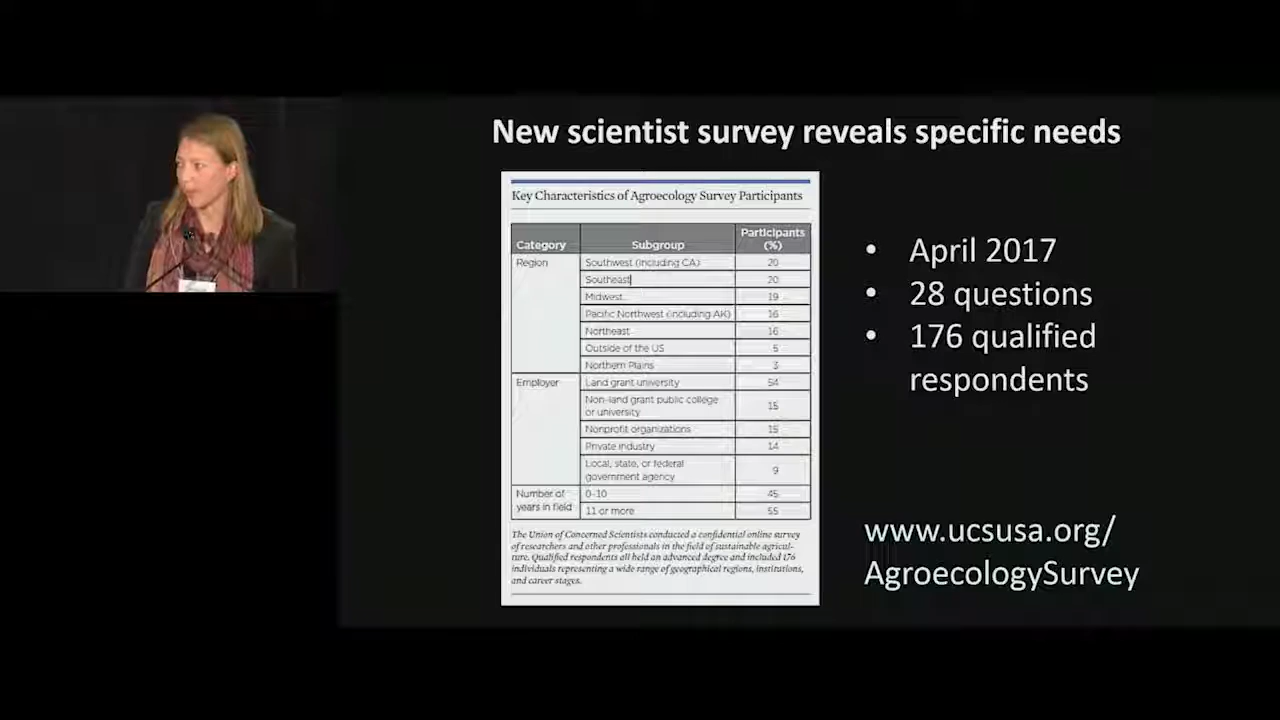 New scientist survey reveals specific needs
Key Characteristics of Agroecology Survey Participants
Category Subgroup Participants (%)
Region Southwest (including CA) 20
Southeast 20
Midwest 19
Pacific Northwest (including AK) 16
Northeast 16
Outside of the US 5
Northern Plains 3
Employer Land grant university 54
Non-land grant public college
or university 15
Nonprofit organizations 15
Private industry 14
Local, state, or federal
government agency 9
Number of years in field 0-10 45
11 or more 55
The Union of Concerned Scientists conducted a confidential online survey
of researchers and other professionals in the field of sustainable agricul-
ture. Qualified respondents all held an advanced degree and included 176
individuals representing a wide range of geographical regions, institutions,
and career stages.
• April 2017
• 28 questions
• 176 qualified
respondents
www.ucsusa.org/
AgroecologySurvey